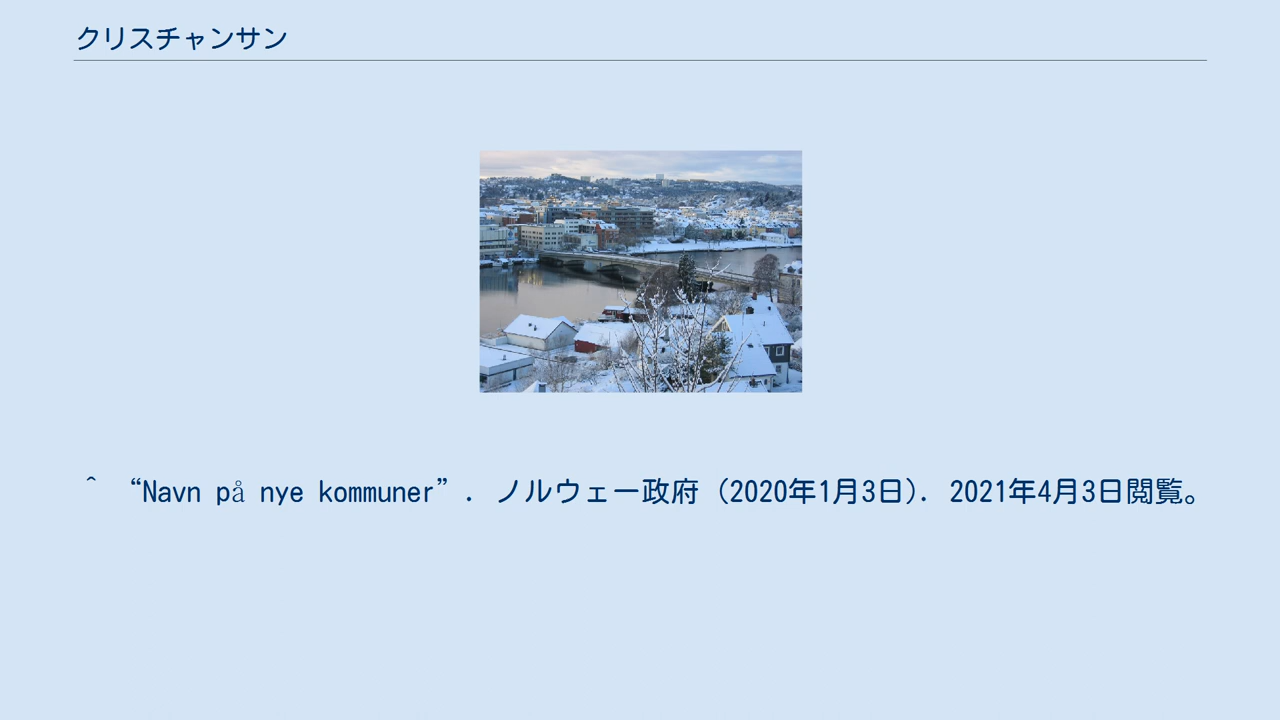 クリスチャンサン
^ “Navn på nye kommuner”. ノルウェー政府 (2020年1月3日). 2021年4月3日閲覧。